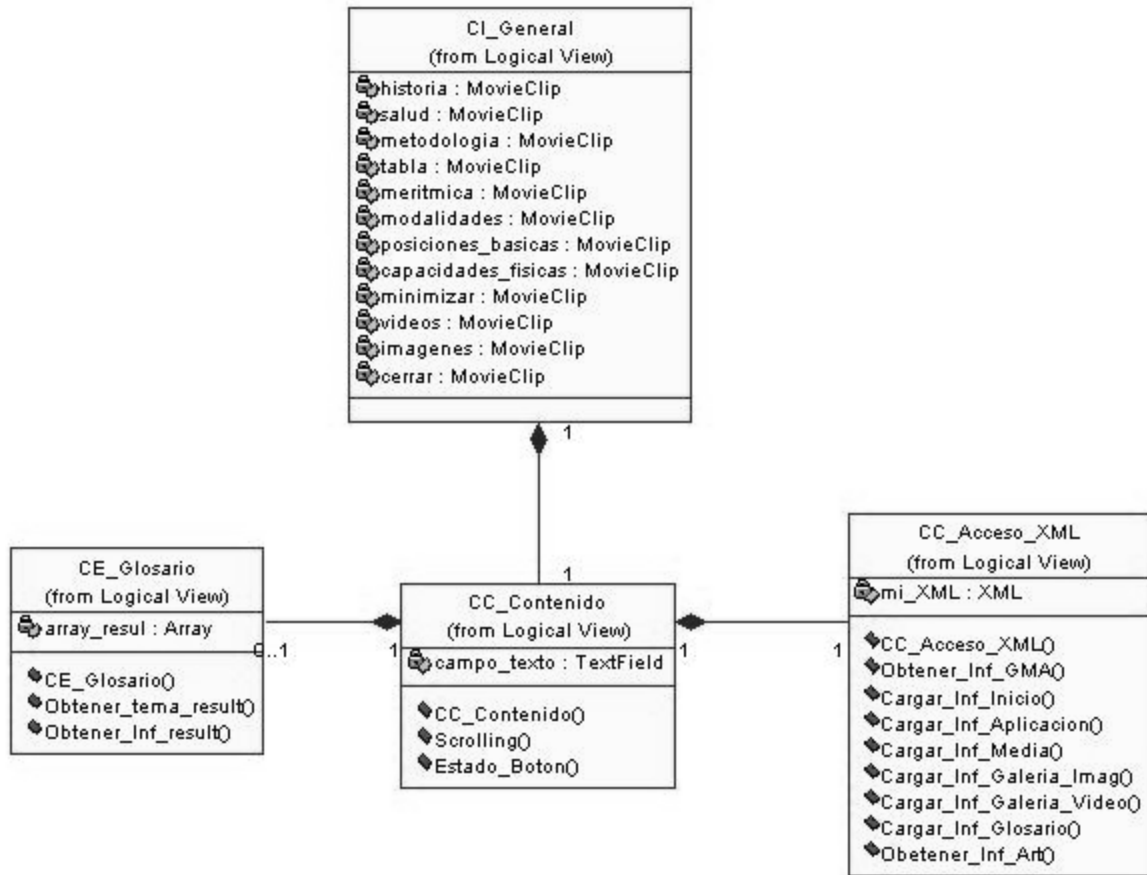 CI_General
(from Logical View)
historia : MovieClip
salud : MovieClip
metodologia : MovieClip
tabla : MovieClip
meritmica : MovieClip
modalidades : MovieClip
posiciones_basicas : MovieClip
capacidades_fisicas : MovieClip
minimizar : MovieClip
videos : MovieClip
imagenes : MovieClip
cerrar : MovieClip
1
1
CE_Glosario
(from Logical View)
array_resul : Array
CE_Glosario()
Obtener_tema_result()
Obtener_Inf_result()
0..1
1
CC_Contenido
(from Logical View)
campo_texto : TextField
CC_Contenido()
Scrolling()
Estado_Boton()
1
1
CC_Acceso_XML
(from Logical View)
mi_XML : XML
CC_Acceso_XML()
Obtener_Inf_GMA()
Cargar_Inf_Inicio()
Cargar_Inf_Aplicacion()
Cargar_Inf_Media()
Cargar_Inf_Galeria_Imag()
Cargar_Inf_Galeria_Video()
Cargar_Inf_Glosario()
Obetener_Inf_Art()